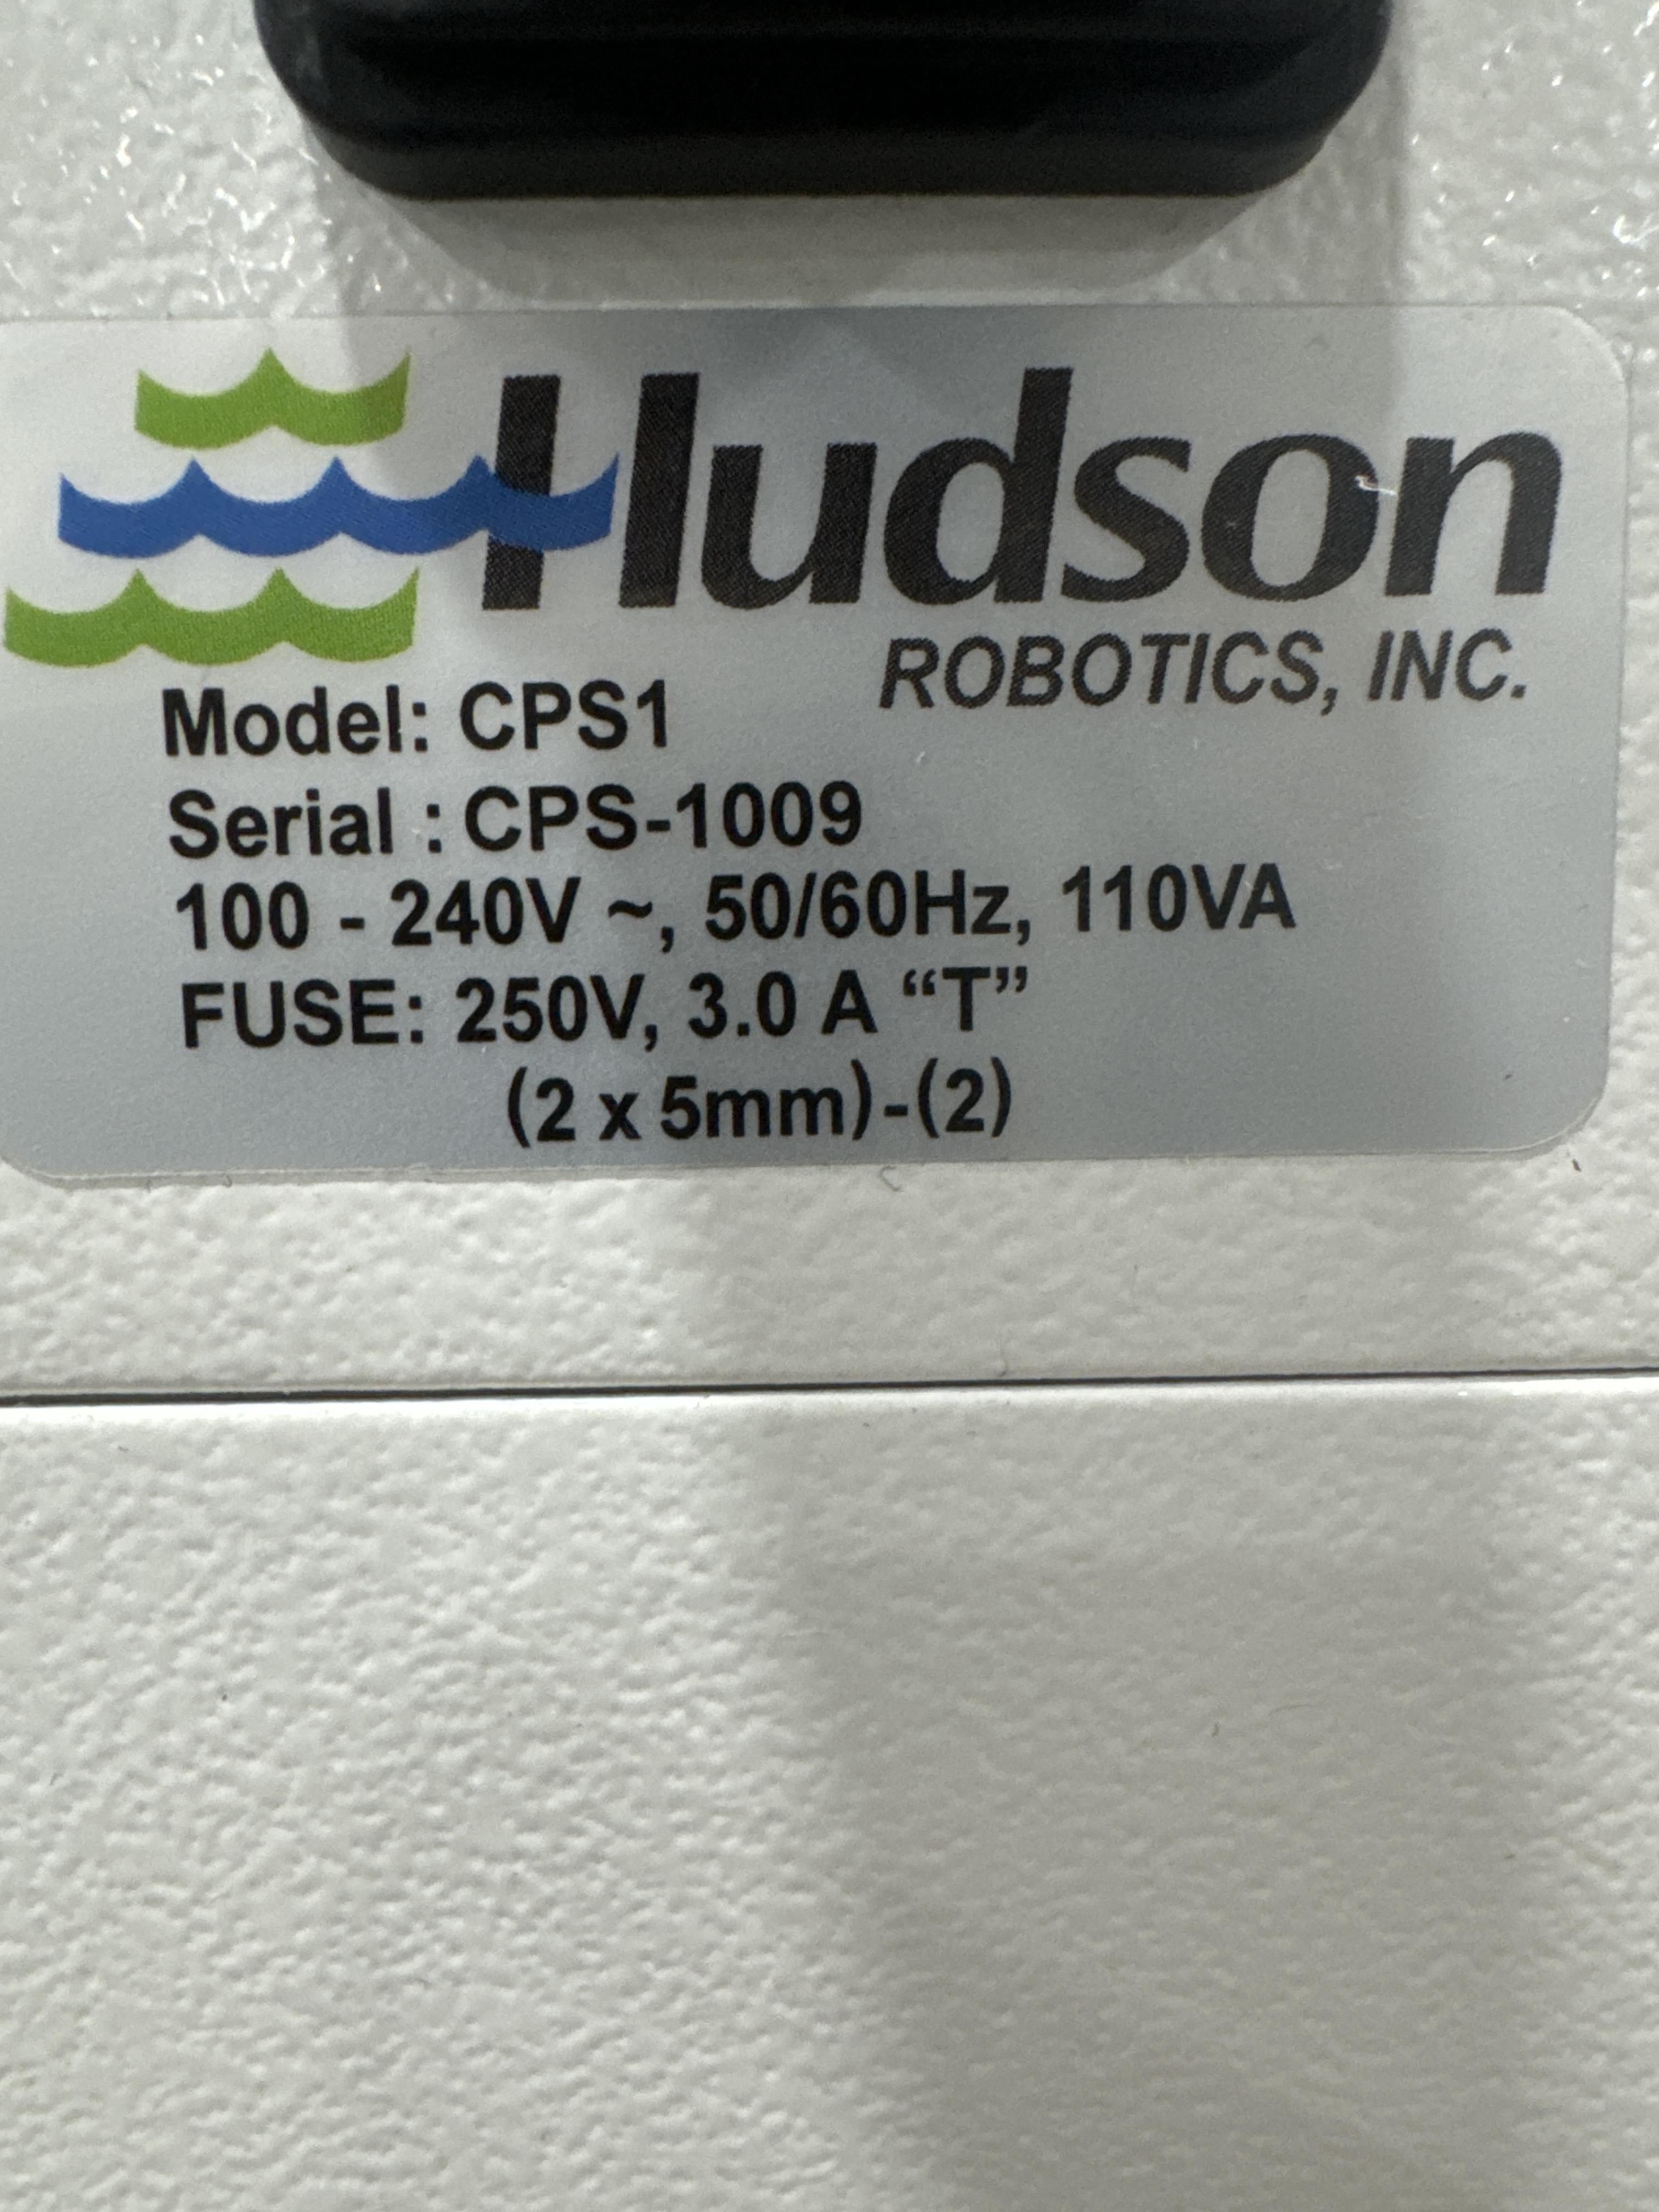 Hudson
ROBOTICS, INC.
Model: CPS1
Serial : CPS-1009
100 - 240V ~, 50/60Hz, 110VA
FUSE: 250V, 3.0 A “T”
(2 x 5mm)-(2)